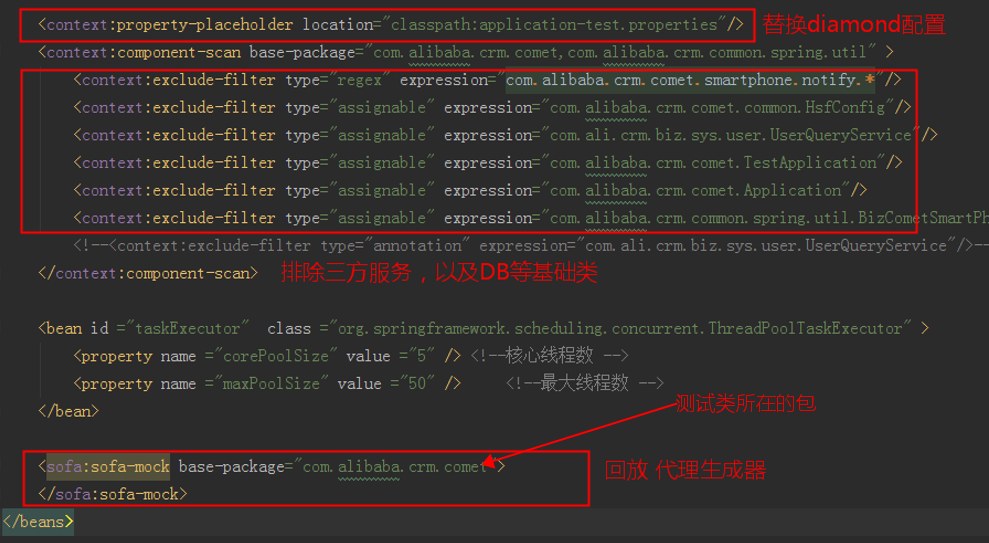 <context:property-placeholder location="classpath:application-test.properties"/> 替换diamond配置
<context:component-scan base-package="com.alibaba.crm.comet,com.alibaba.crm.common.spring.util" >
<context:exclude-filter type="regex" expression="com.alibaba.crm.comet.smartphone.notify.*"/>
<context:exclude-filter type="assignable" expression="com.alibaba.crm.comet.common.HsfConfig"/>
<context:exclude-filter type="assignable" expression="com.ali.crm.biz.sys.user.UserQueryService"/>
<context:exclude-filter type="assignable" expression="com.alibaba.crm.comet.TestApplication"/>
<context:exclude-filter type="assignable" expression="com.alibaba.crm.comet.Application"/>
<context:exclude-filter type="assignable" expression="com.alibaba.crm.common.spring.util.BizCometSmartPh
<!--<context:exclude-filter type="annotation" expression="com.ali.crm.biz.sys.user.UserQueryService"/>--
</context:component-scan> 排除三方服务，以及DB等基础类
<bean id ="taskExecutor"  class ="org.springframework.scheduling.concurrent.ThreadPoolTaskExecutor" >
<property name ="corePoolSize" value ="5" /> <!--核心线程数 -->
<property name ="maxPoolSize" value ="50" />    <!--最大线程数 -->
</bean>
测试类所在的包
<sofa:sofa-mock base-package="com.alibaba.crm.comet">
回放 代理生成器
</sofa:sofa-mock>
</beans>